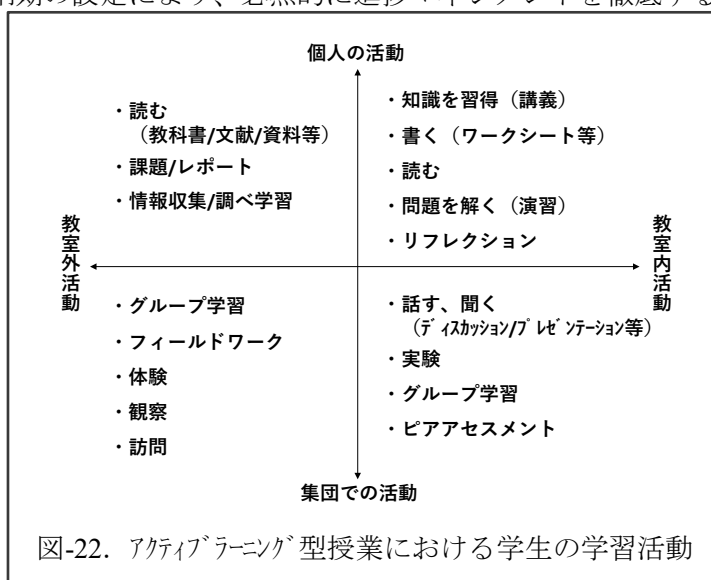 個人の活動
・読む
（教科書/文献/資料等）
・課題/レポート
・情報収集/調べ学習
・知識を習得（講義）
・書く（ワークシート等）
・読む
・問題を解く（演習）
・リフレクション
教室外活動
教室内活動
・グループ学習
・フィールドワーク
・体験
・観察
・訪問
・話す、聞く
（ﾃﾞｨｽｶｯｼｮﾝ/ﾌﾟﾚｾﾞﾝﾃｰｼｮﾝ等）
・実験
・グループ学習
・ピアアセスメント
集団での活動
図-22．ｱｸﾃｨﾌﾞﾗｰﾆﾝｸﾞ型授業における学生の学習活動